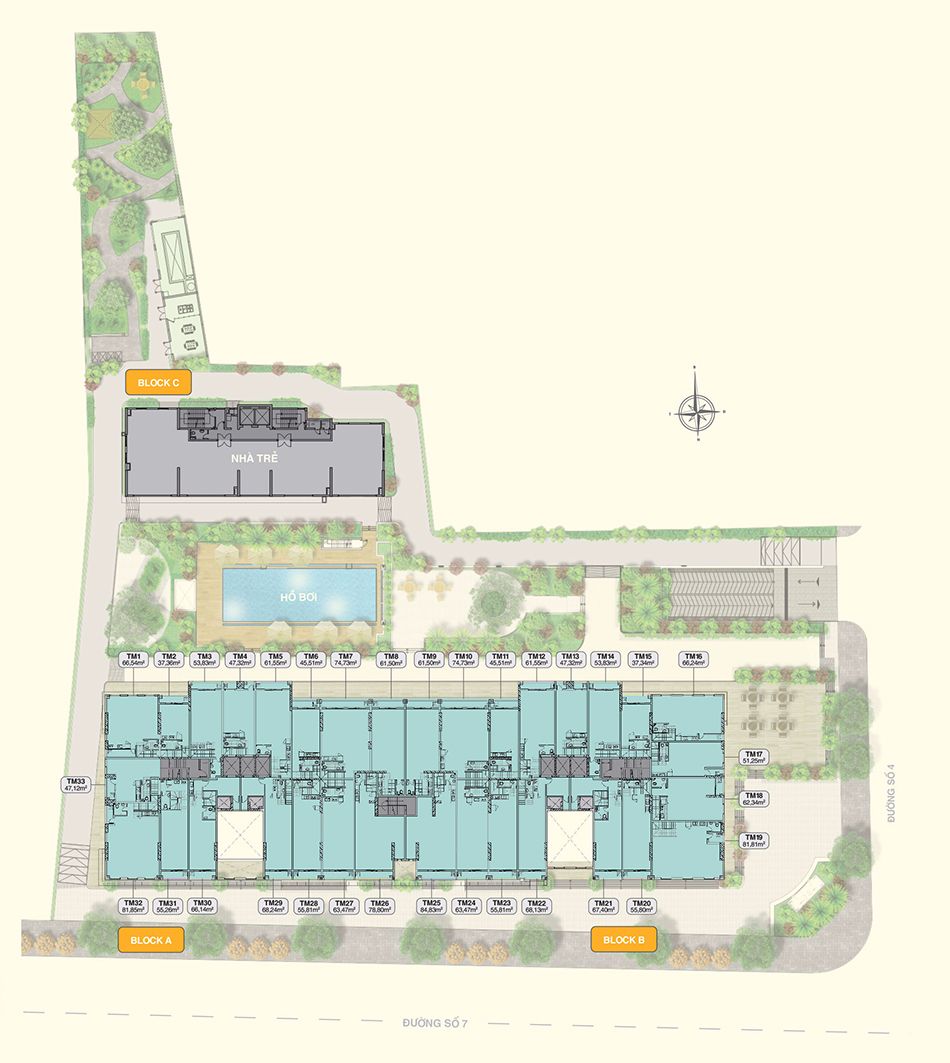 BLOCK C
NHÀ TRẺ
HỒ BƠI
TM1
66,54m²
TM2
37,36m²
TM3
53,83m²
TM4
47,32m²
TM5
61,55m²
TM6
45,51m²
TM7
74,73m²
TM8
61,50m²
TM9
61,50m²
TM10
74,73m²
TM11
45,51m²
TM12
61,55m²
TM13
47,32m²
TM14
53,83m²
TM15
37,34m²
TM16
66,24m²
TM17
51,25m²
TM33
47,12m²
TM18
62,34m²
TM19
81,81m²
ĐƯỜNG SỐ 4
TM32
81,85m²
TM31
55,26m²
TM30
66,14m²
TM29
68,24m²
TM28
55,81m²
TM27
63,47m²
TM26
78,80m²
TM25
84,83m²
TM24
63,47m²
TM23
55,81m²
TM22
68,13m²
TM21
67,40m²
TM20
55,60m²
BLOCK A
BLOCK B
ĐƯỜNG SỐ 7